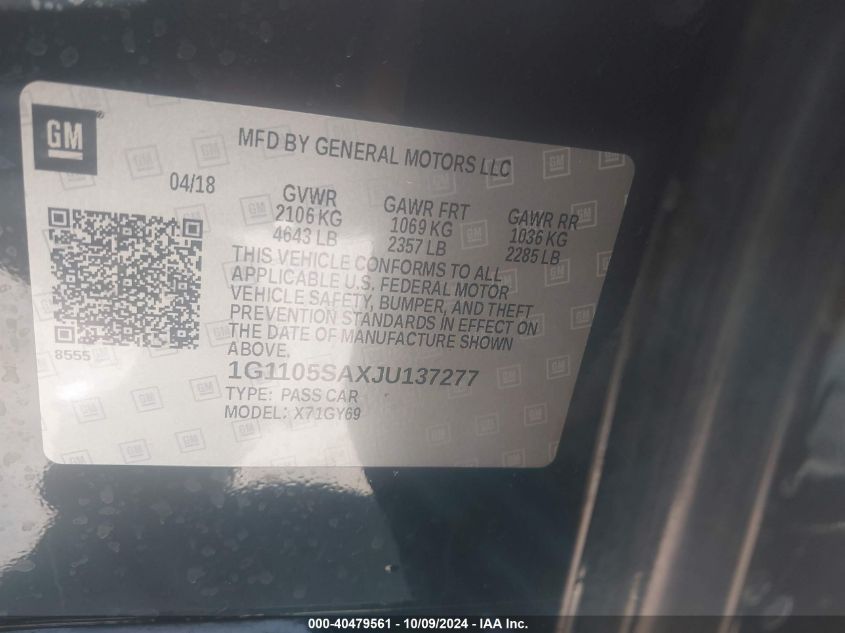 GM
MFD BY GENERAL MOTORS LLC
04/18
GVWR
2106 KG
4643 LB
GAWR FRT
1069 KG
2357 LB
GAWR RR
1036 KG
2285 LB
THIS VEHICLE CONFORMS TO ALL
APPLICABLE U.S. FEDERAL MOTOR
VEHICLE SAFETY, BUMPER, AND THEFT
PREVENTION STANDARDS IN EFFECT ON
THE DATE OF MANUFACTURE SHOWN
ABOVE.
8555
1G1105SAXJU137277
TYPE: PASS CAR
MODEL: X71GY69
000-40479561 - 10/09/2024 - IAA Inc.